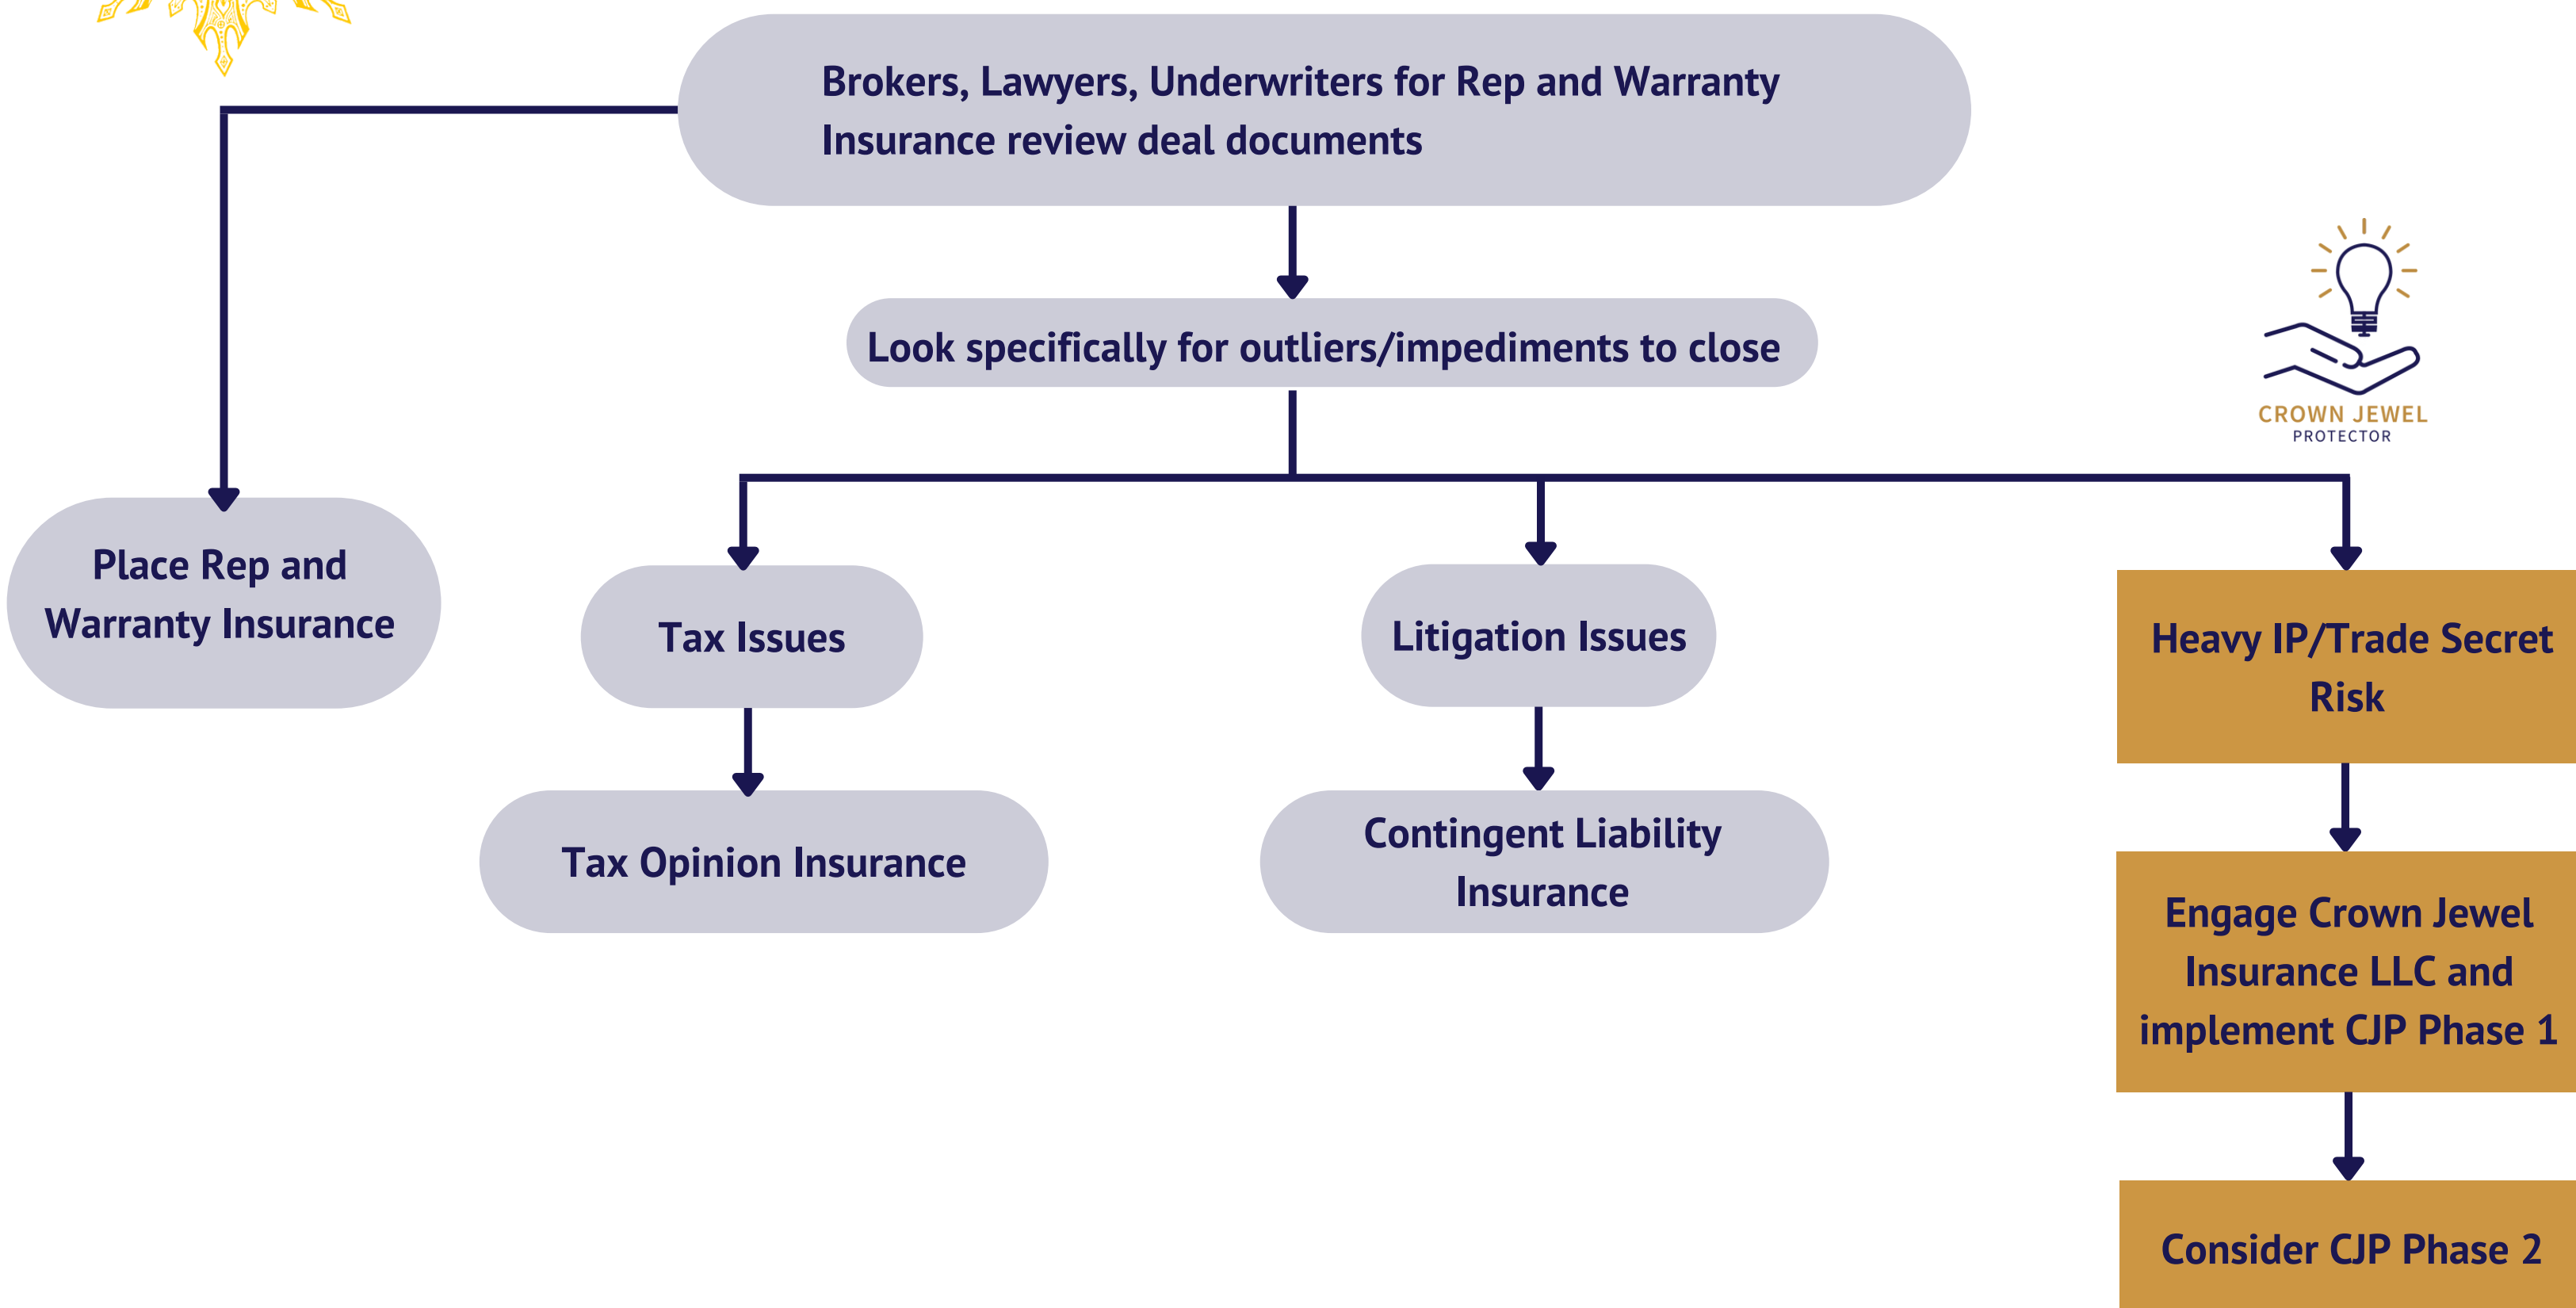 Brokers, Lawyers, Underwriters for Rep and Warranty
Insurance review deal documents
Look specifically for outliers/impediments to close
CROWN JEWEL
PROTECTOR
Place Rep and
Warranty Insurance
Tax Issues
Litigation Issues
Heavy IP/Trade Secret
Risk
Tax Opinion Insurance
Contingent Liability
Insurance
Engage Crown Jewel
Insurance LLC and
implement CJP Phase 1
Consider CJP Phase 2